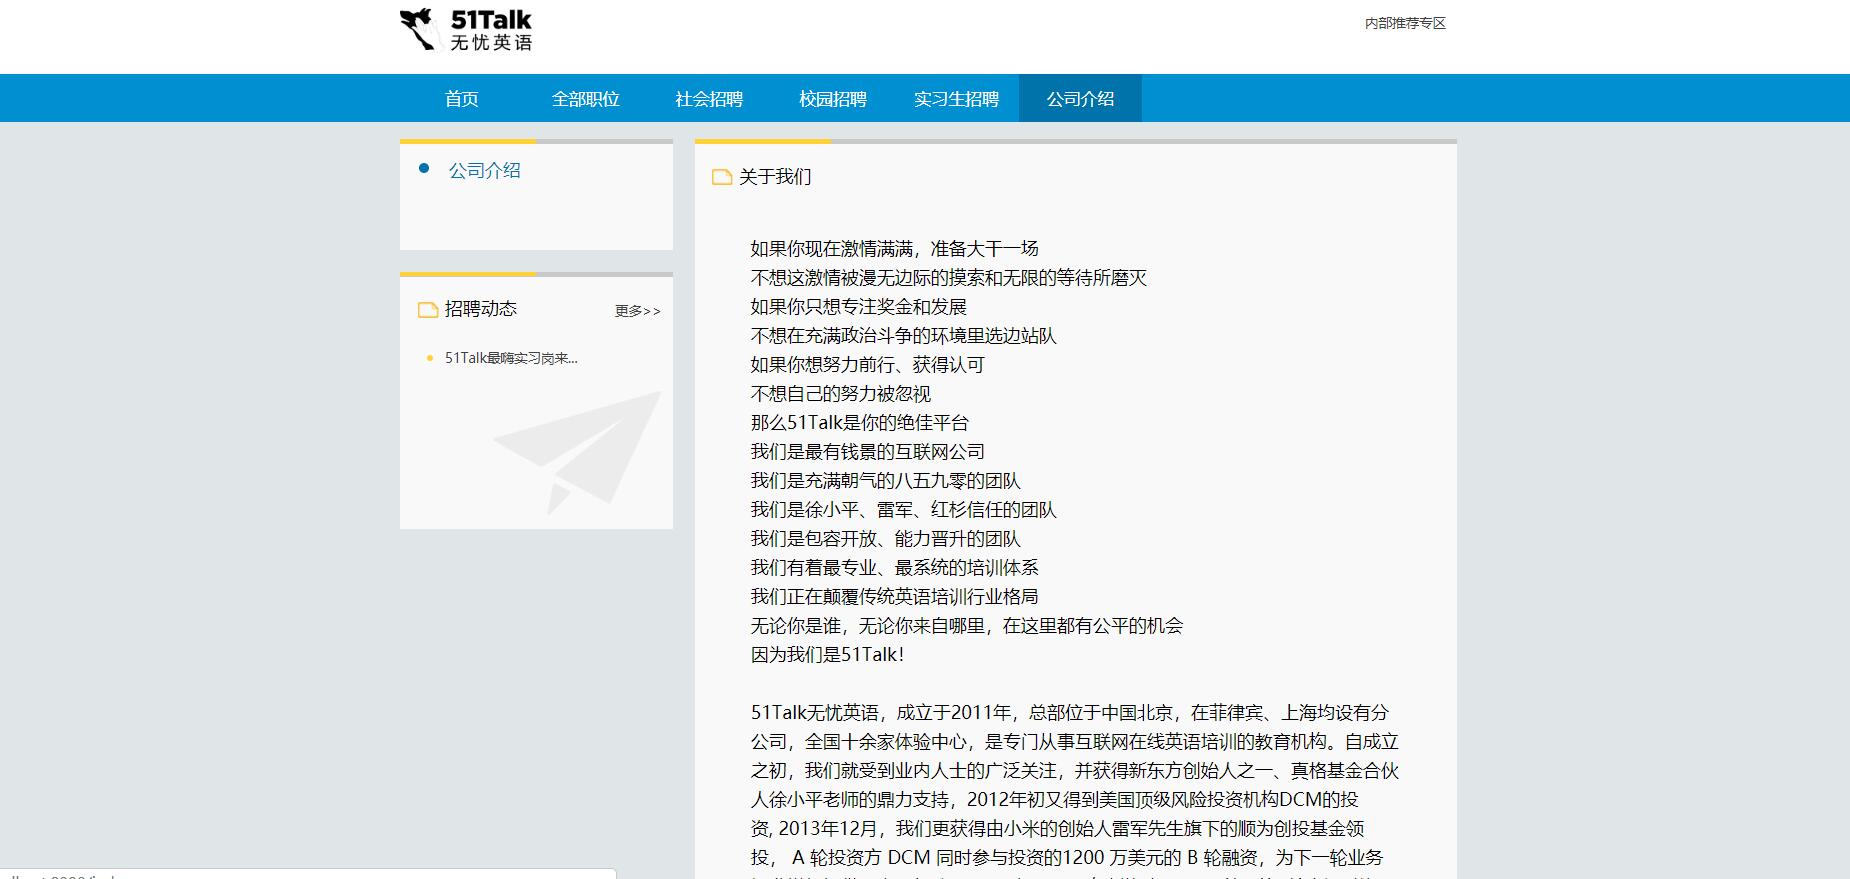 51Talk
无忧英语
内部推荐专区
首页 全部职位 社会招聘 校园招聘 实习生招聘 公司介绍
公司介绍
招聘动态 更多>>
51Talk最嗨实习岗来...
关于我们
如果你现在激情满满，准备大干一场
不想这激情被漫无边际的摸索和无限的等待所磨灭
如果你只想专注奖金和发展
不想在充满政治斗争的环境里选边站队
如果你想努力前行、获得认可
不想自己的努力被忽视
那么51Talk是你的绝佳平台
我们是最有钱景的互联网公司
我们是充满朝气的八五九零的团队
我们是徐小平、雷军、红杉信任的团队
我们是包容开放、能力晋升的团队
我们有着最专业、最系统的培训体系
我们正在颠覆传统英语培训行业格局
无论你是谁，无论你来自哪里，在这里都有公平的机会
因为我们是51Talk！
51Talk无忧英语，成立于2011年，总部位于中国北京，在菲律宾、上海均设有分
公司，全国十余家体验中心，是专门从事互联网在线英语培训的教育机构。自成立
之初，我们就受到业内人士的广泛关注，并获得新东方创始人之一、真格基金合伙
人徐小平老师的鼎力支持，2012年初又得到美国顶级风险投资机构DCM的投
资, 2013年12月，我们更获得由小米的创始人雷军先生旗下的顺为创投基金领
投， A 轮投资方 DCM 同时参与投资的1200 万美元的 B 轮融资，为下一轮业务